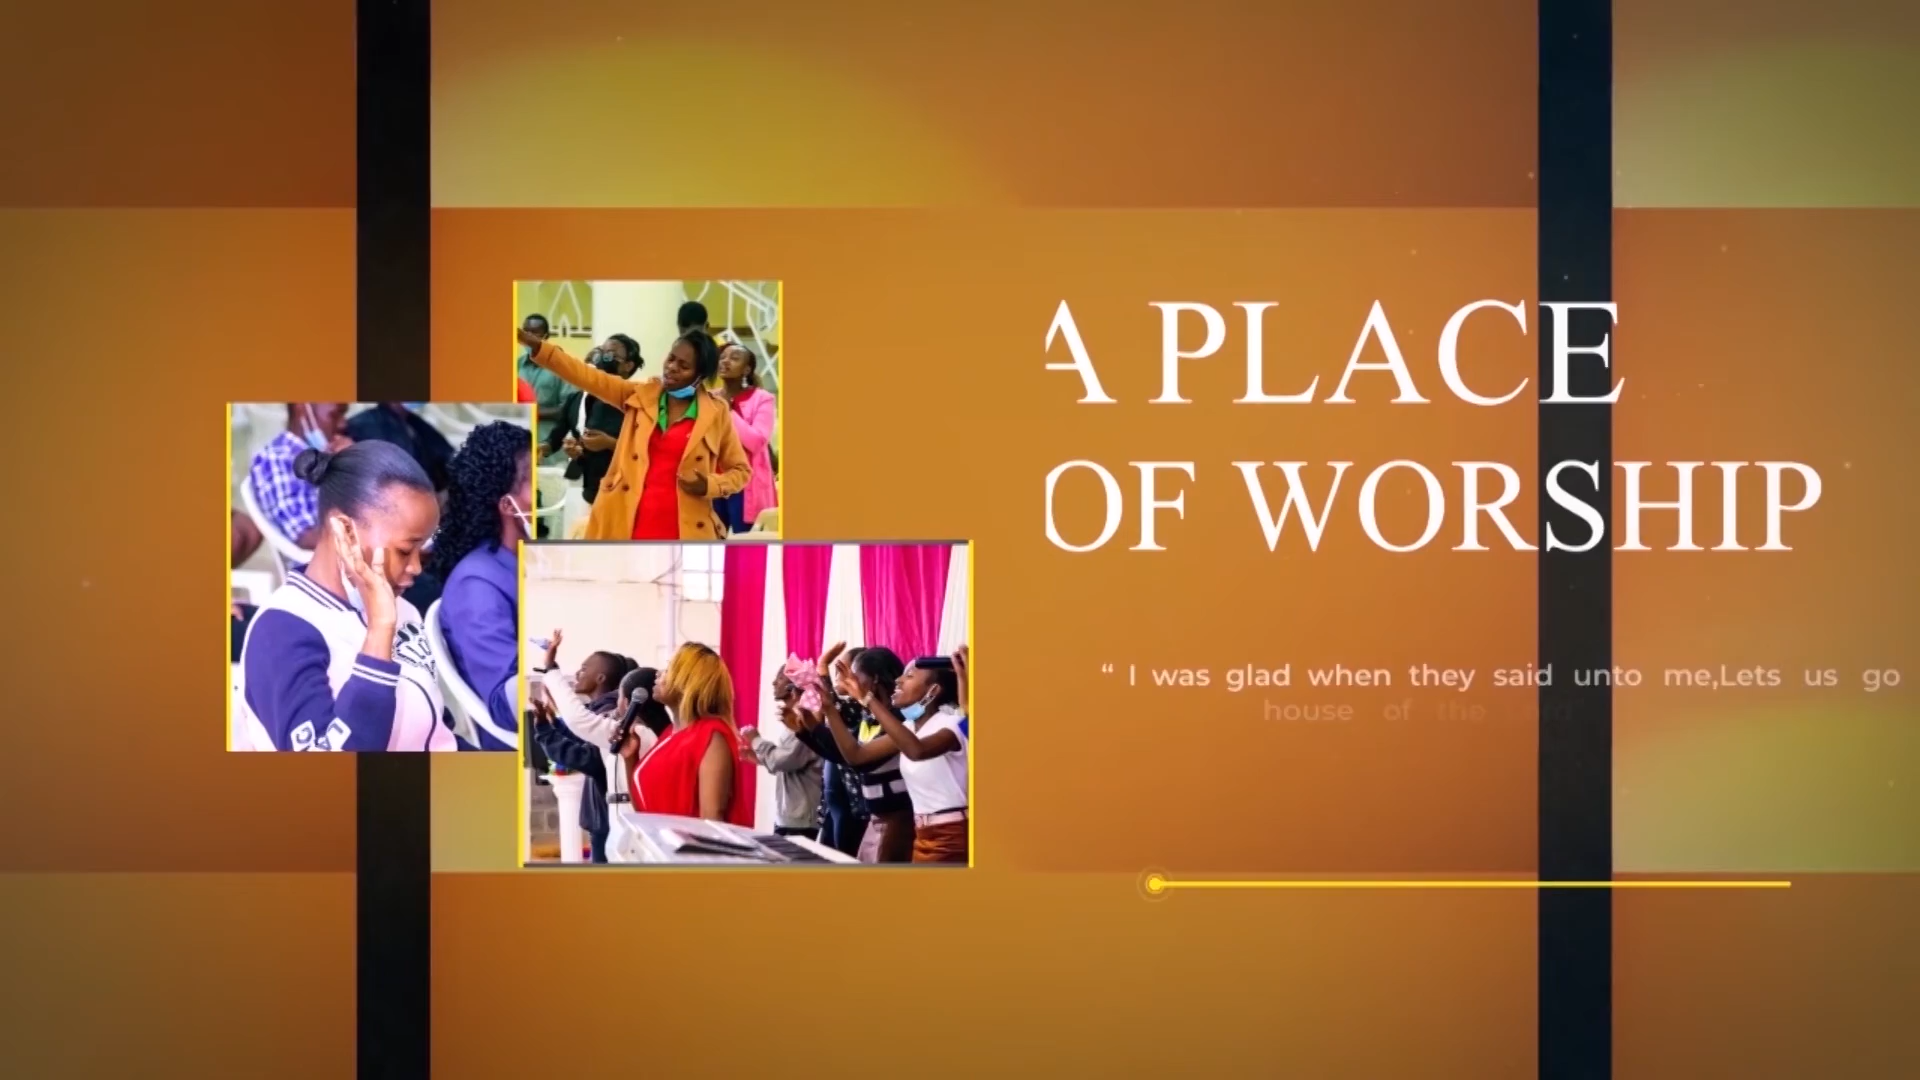 A PLACE
OF WORSHIP
“ I was glad when they said unto me,Lets us go
house of the